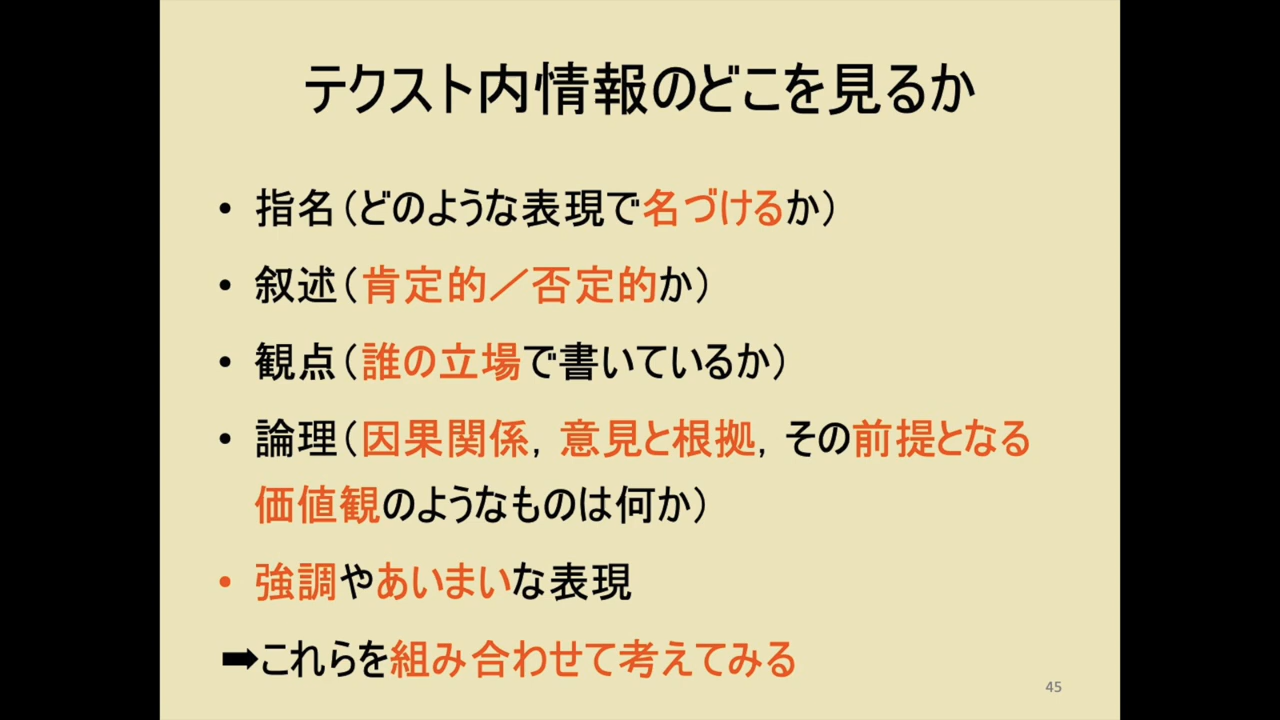 テクスト内情報のどこを見るか
• 指名（どのような表現で名づけるか）
• 叙述（肯定的／否定的か）
• 観点（誰の立場で書いているか）
• 論理（因果関係，意見と根拠，その前提となる
価値観のようなものは何か）
• 強調やあいまいな表現
➡これらを組み合わせて考えてみる
45